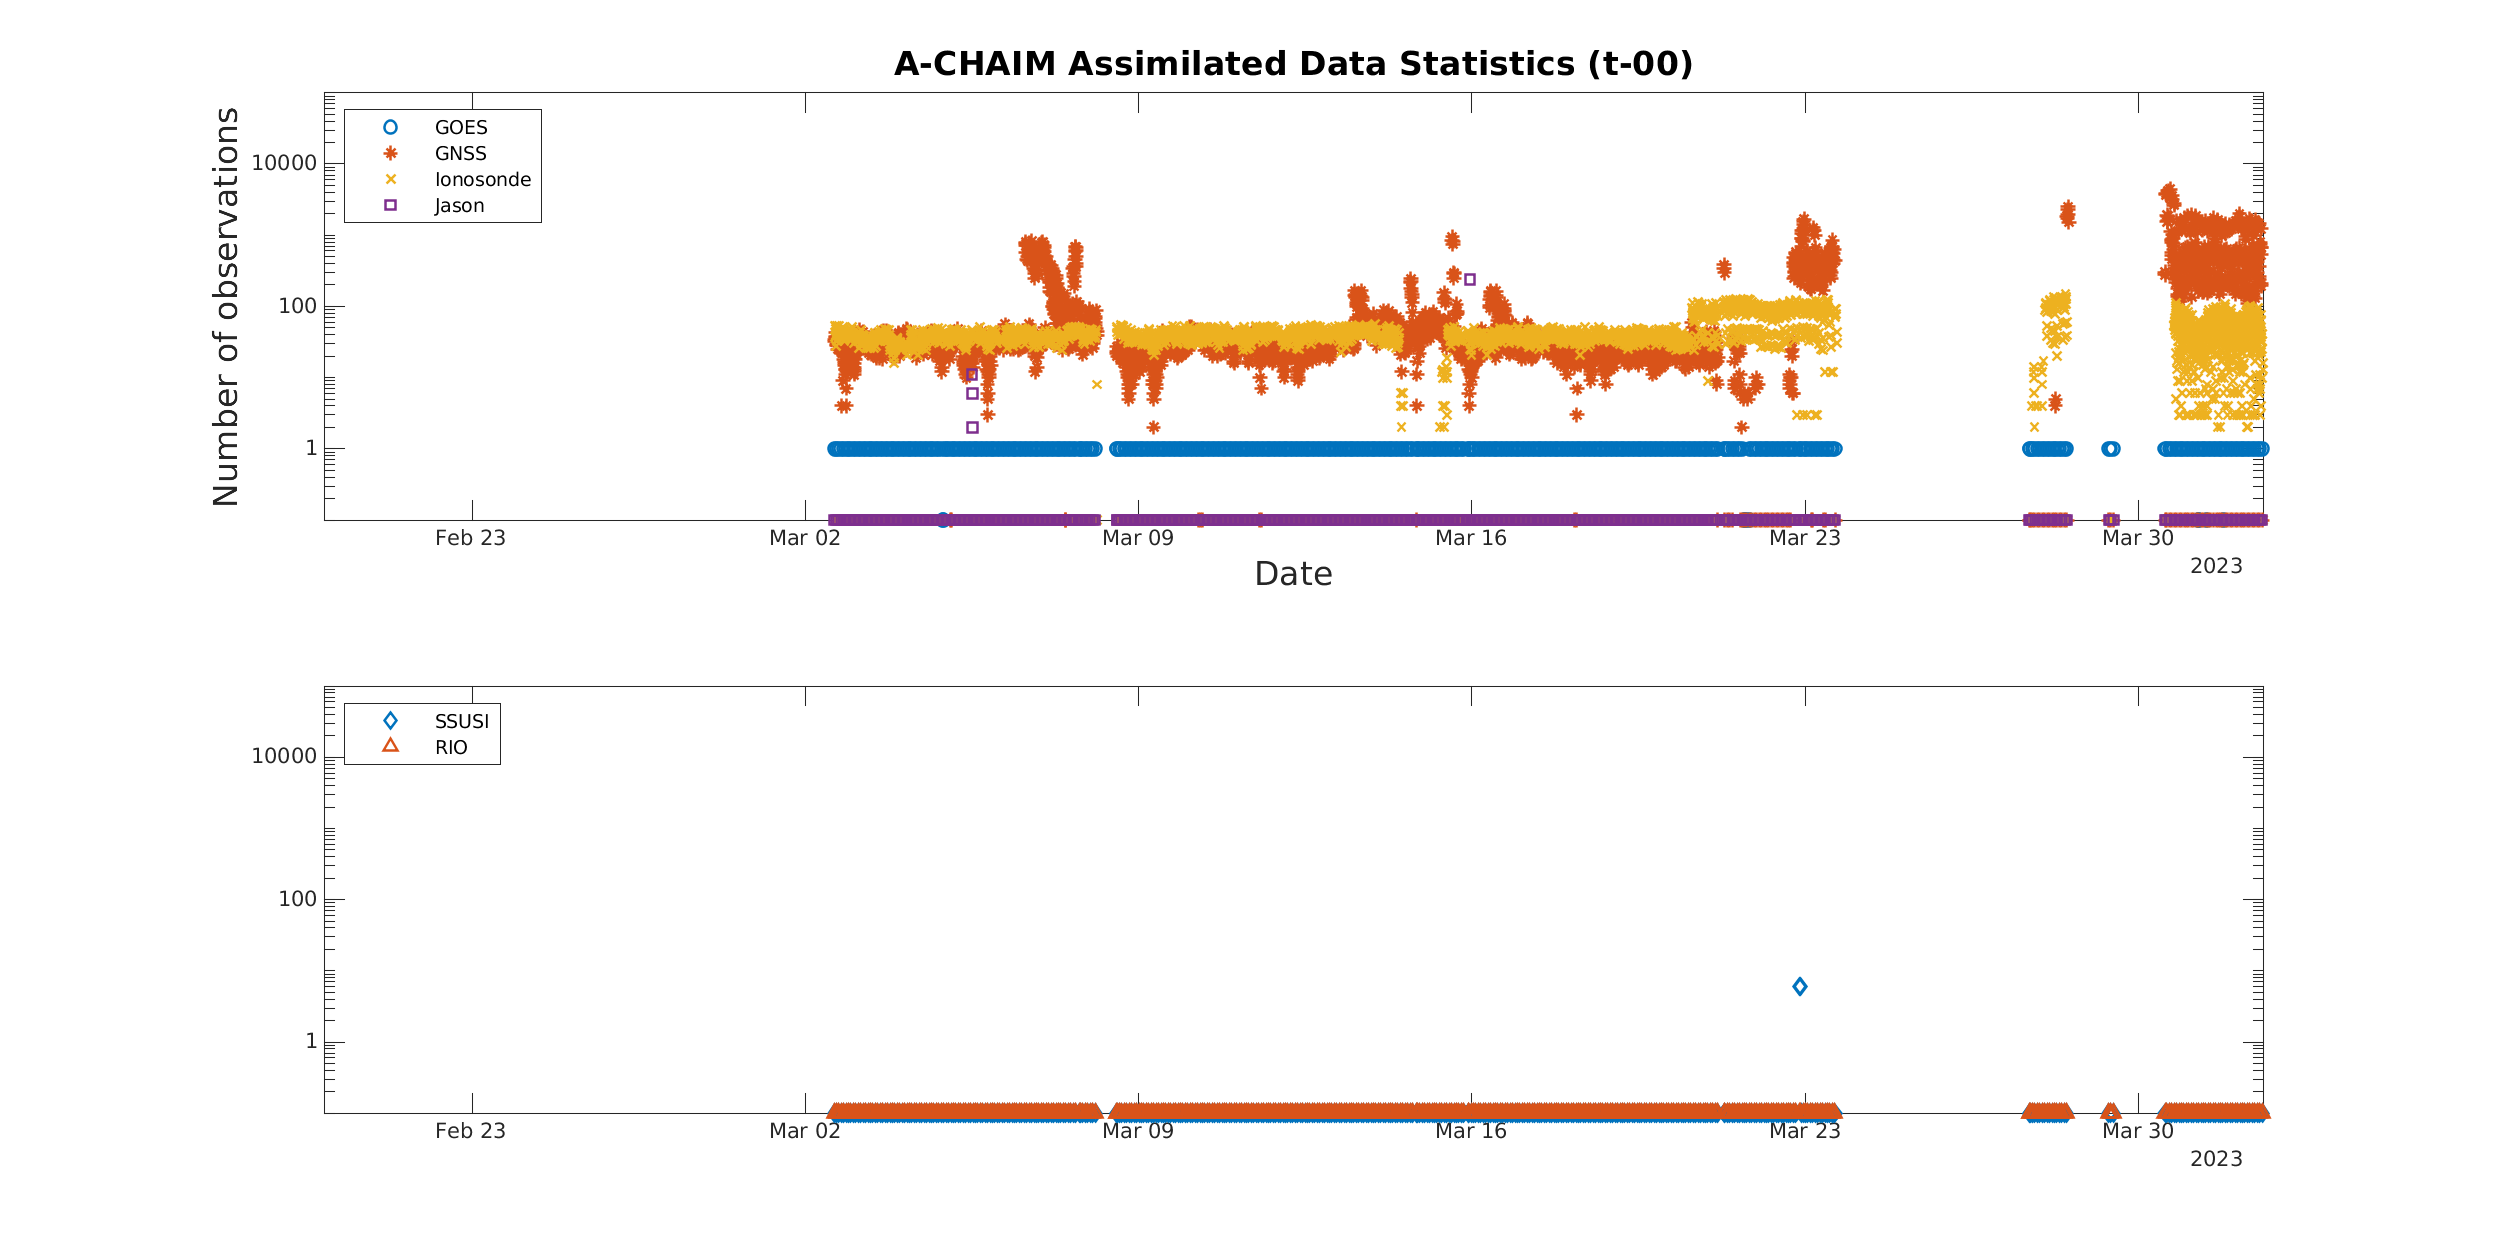 A-CHAIM Assimilated Data Statistics (t-00)
Number of observations
10000
100
1
GOES
GNSS
Ionosonde
Jason
Feb 23
Mar 02
Mar 09
Mar 16
Mar 23
Mar 30
2023
Date
10000
100
1
SSUSI
RIO
Feb 23
Mar 02
Mar 09
Mar 16
Mar 23
Mar 30
2023